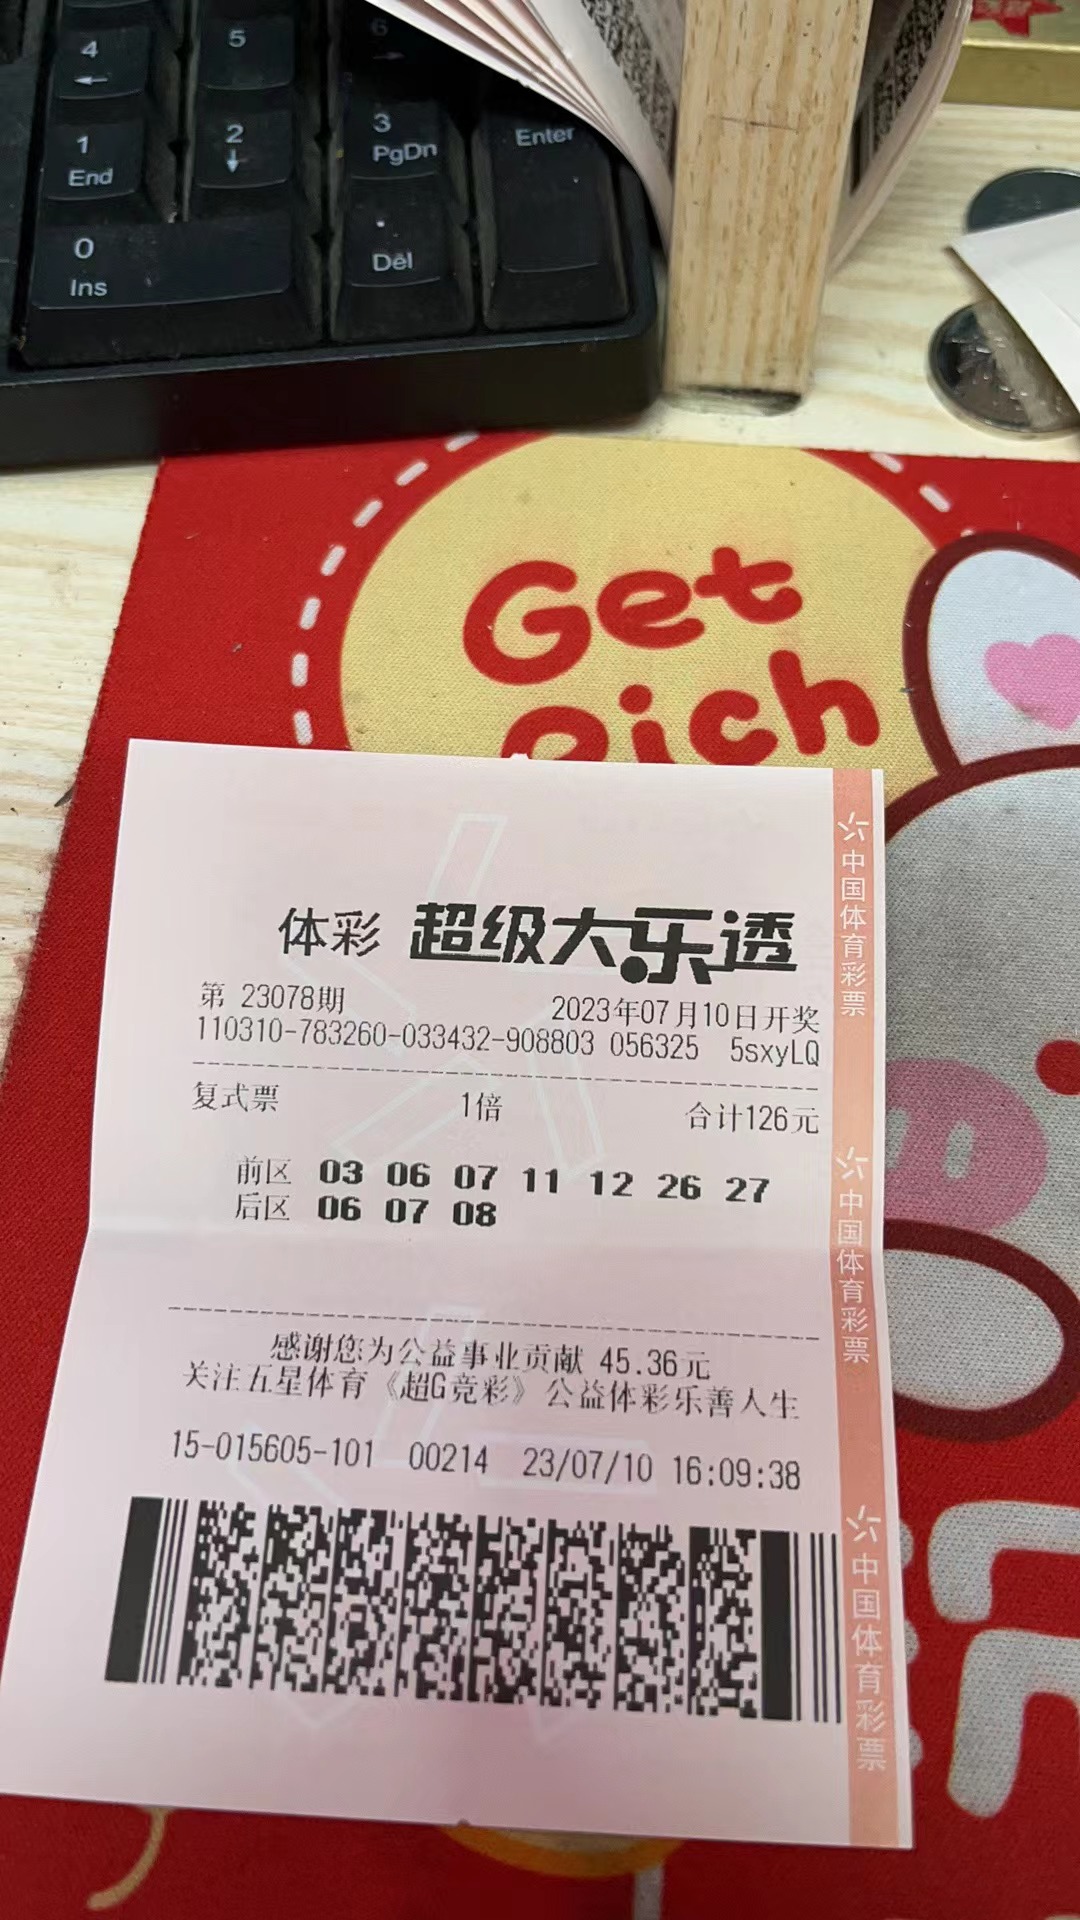 4
5
6
1
End
2
3
PgDn
Enter
0
Ins
.
Del
Get
Rich
体彩 超级大乐透
第 23078期 2023年07月10日开奖
110310-783260-033432-908803 056325 5sxyLQ
复式票 1倍 合计126元
前区 03 06 07 11 12 26 27
后区 06 07 08
感谢您为公益事业贡献 45.36元
关注五星体育《超G竞彩》公益体彩乐善人生
15-015605-101 00214 23/07/10 16:09:38
中国体育彩票
中国体育彩票
中国体育彩票